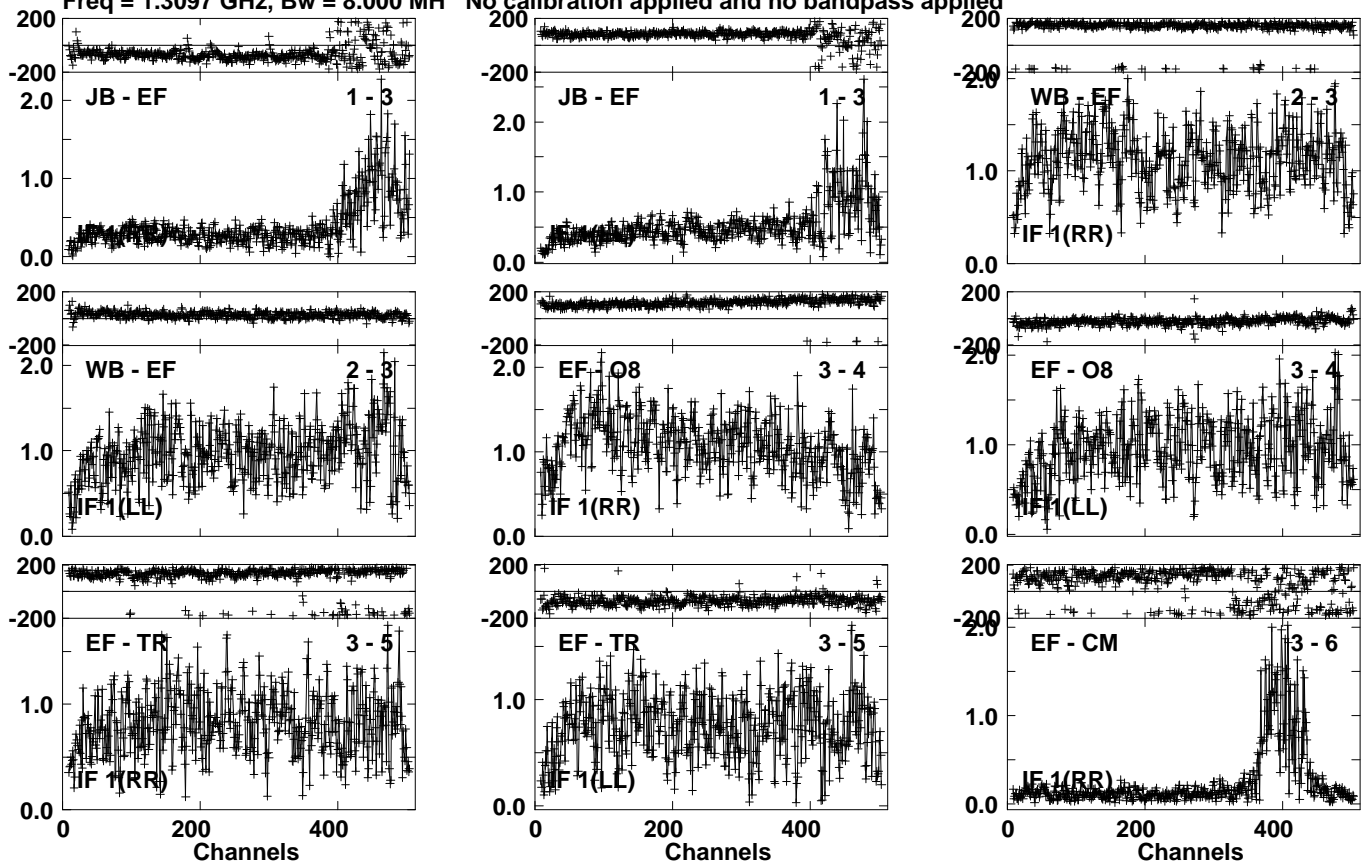 Freq = 1.3097 GHz, Bw = 8.000 MH No calibration applied and no bandpass applied
200
-200
JB - EF 1 - 3
2.0
1.0
0.0
200
-200
JB - EF 1 - 3
2.0
1.0
0.0
200
-200
WB - EF 2 - 3
2.0
1.0
0.0
IF 1(RR)
200
-200
WB - EF 2 - 3
2.0
1.0
0.0
IF 1(LL)
200
-200
EF - O8 3 - 4
2.0
1.0
0.0
IF 1(RR)
200
-200
EF - O8 3 - 4
2.0
1.0
0.0
IF 1(LL)
200
-200
EF - TR 3 - 5
1.0
0.0
IF 1(RR)
0 200 400
Channels
200
-200
EF - TR 3 - 5
1.0
0.0
IF 1(LL)
0 200 400
Channels
200
-200
EF - CM 3 - 6
2.0
1.0
0.0
IF 1(RR)
0 200 400
Channels